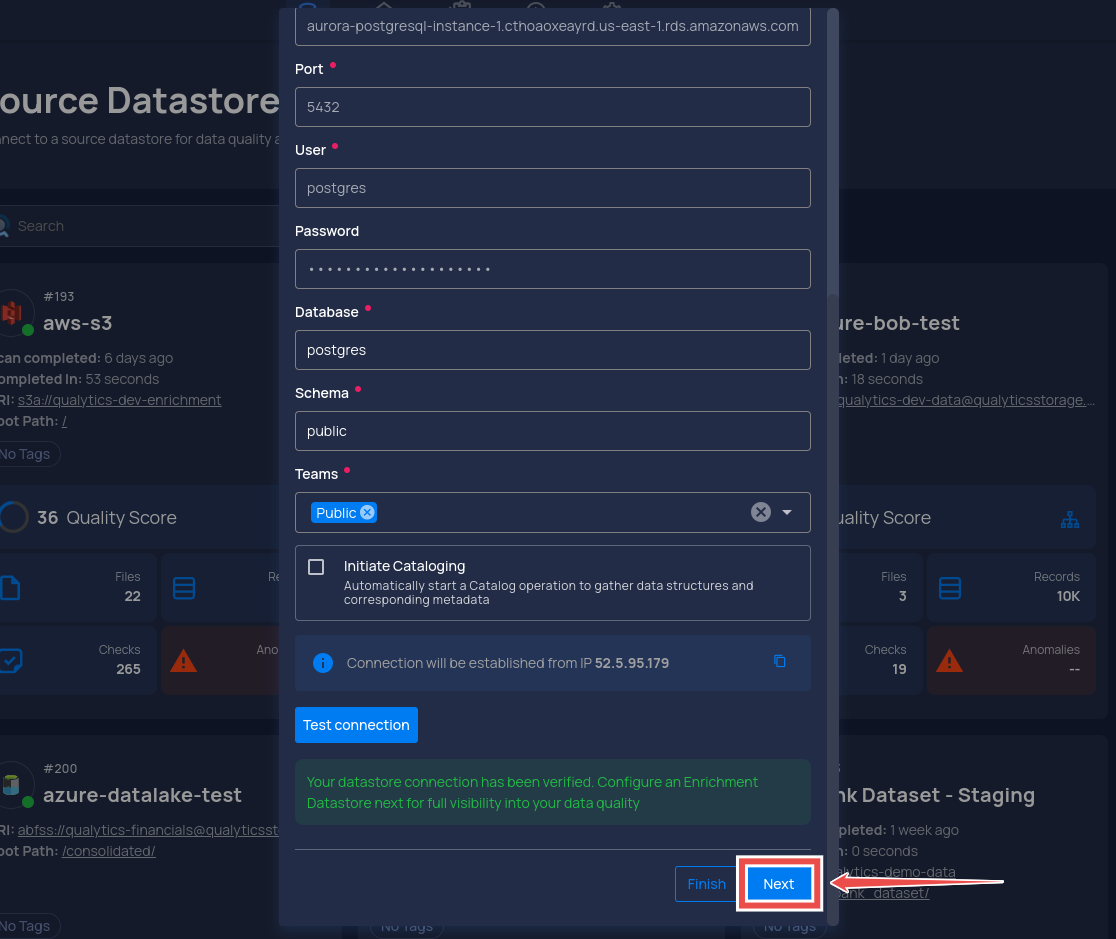 aurora-postgresql-instance-1.cthoaoxeayrd.us-east-1.rds.amazonaws.com
Port
5432
User
postgres
Password
Database
postgres
Schema
public
Teams
Public
Initiate Cataloging
Automatically start a Catalog operation to gather data structures and
corresponding metadata
Connection will be established from IP 52.5.95.179
Test connection
Your datastore connection has been verified. Configure an Enrichment
Datastore next for full visibility into your data quality
Finish
Next
ource Datastore
nnect to a source datastore for data quality a
Search
#193
aws-s3
can completed: 6 days ago
ompleted In: 53 seconds
RI: s3a://qualytics-dev-enrichment
oot Path: /
No Tags
36 Quality Score
Files
22
Re
Checks
265
Ano
#200
azure-datalake-test
RI: abfss://qualytics-financials@qualyticsst
oot Path: /consolidated/
No Tags
No Tags
ure-bob-test
leted: 1 day ago
n: 18 seconds
qualytics-dev-data@qualyticsstorage....
uality Score
Files
3
Records
10K
Checks
19
Anomalies
--
nk Dataset - Staging
pleted: 1 week ago
n: 0 seconds
alytics-demo-data
ank_dataset/
No Tags